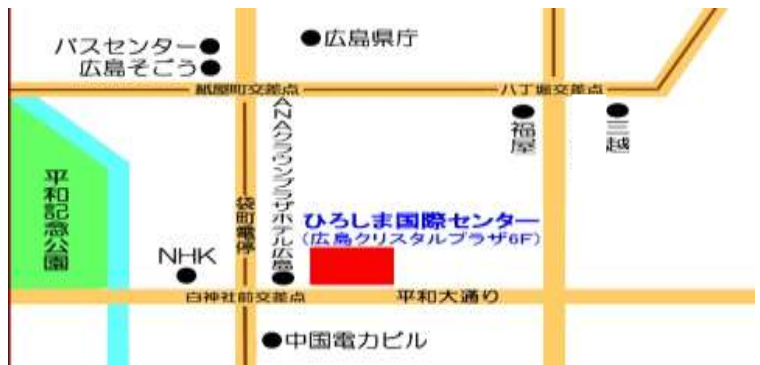 バスセンター
広島そごう
広島県庁
紙屋町交差点
八丁堀交差点
ANAクラウンプラザホテル広島
福屋
三越
平和記念公園
袋町電停
ひろしま国際センター
(広島クリスタルプラザ6F)
NHK
白神社前交差点
平和大通り
中国電力ビル